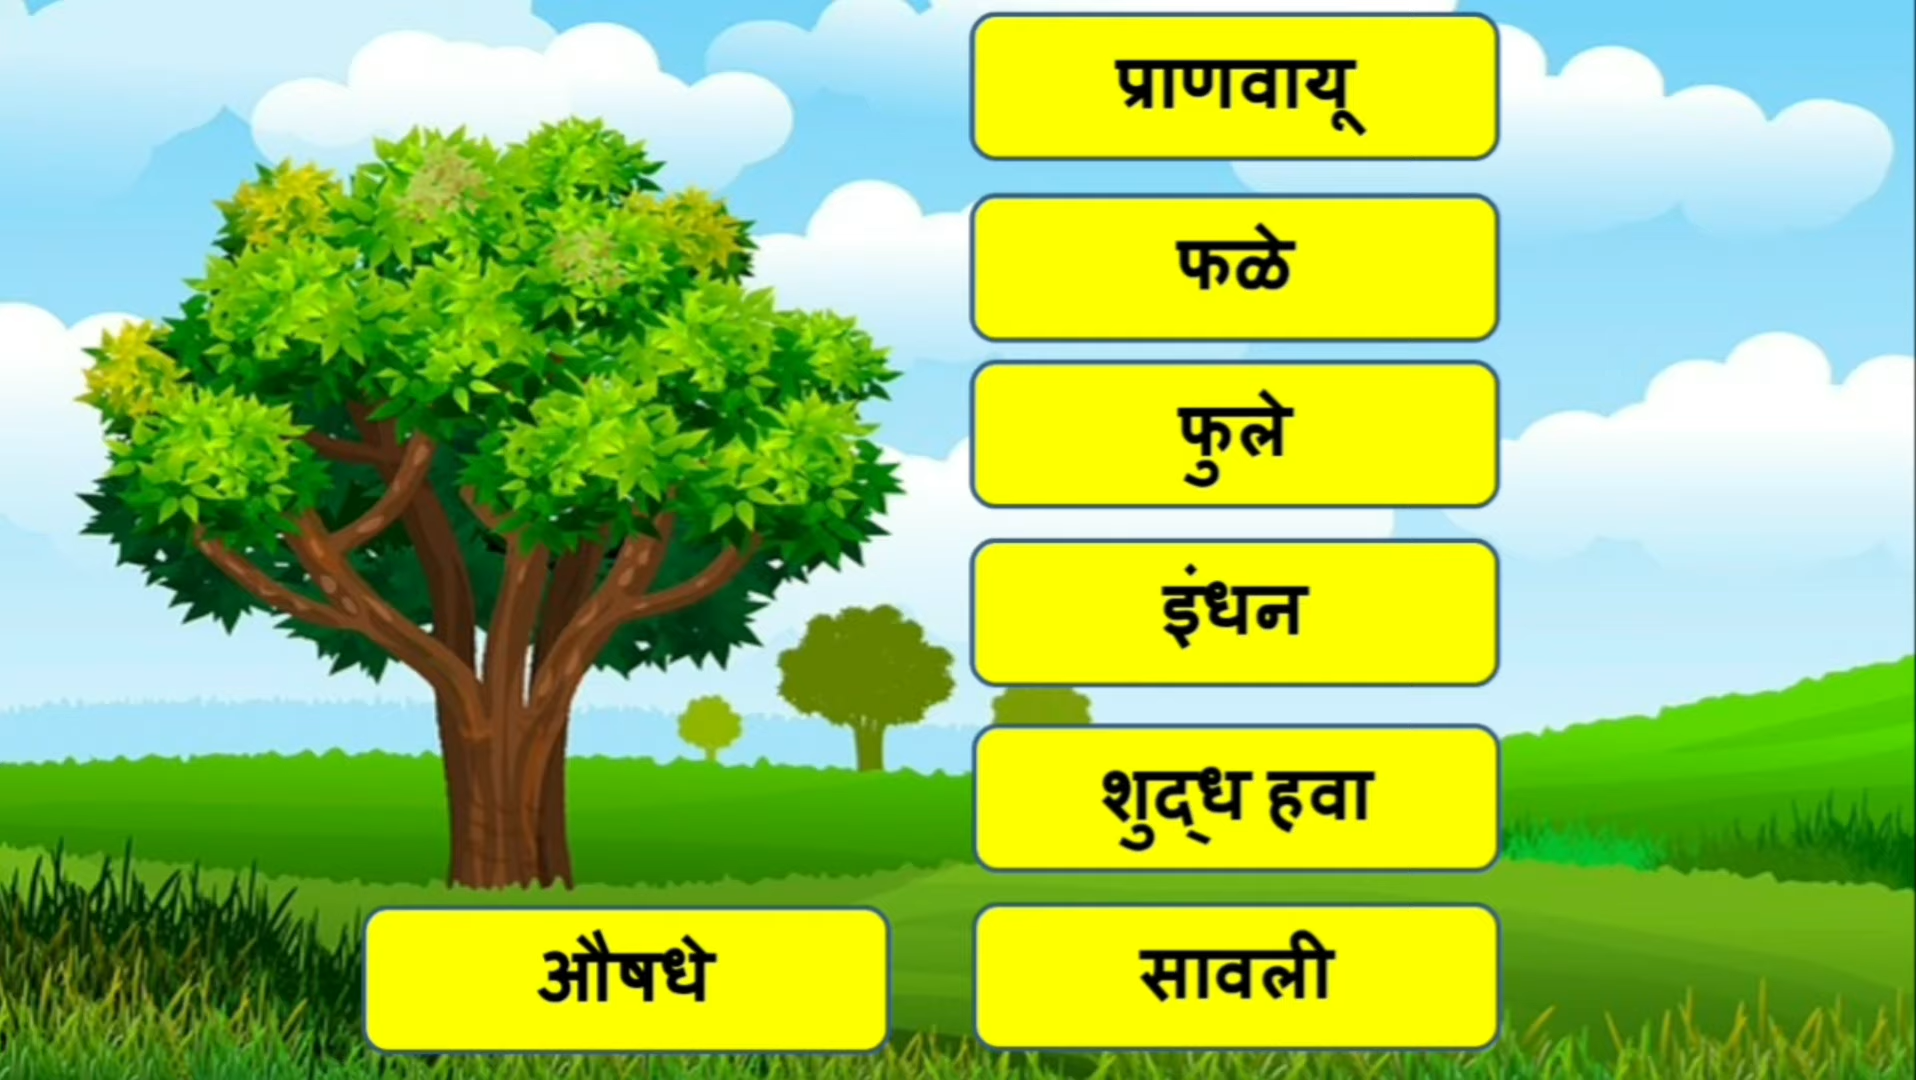 प्राणवायू
फळे
फुले
इंधन
शुद्‌ध हवा
औषधे
सावली